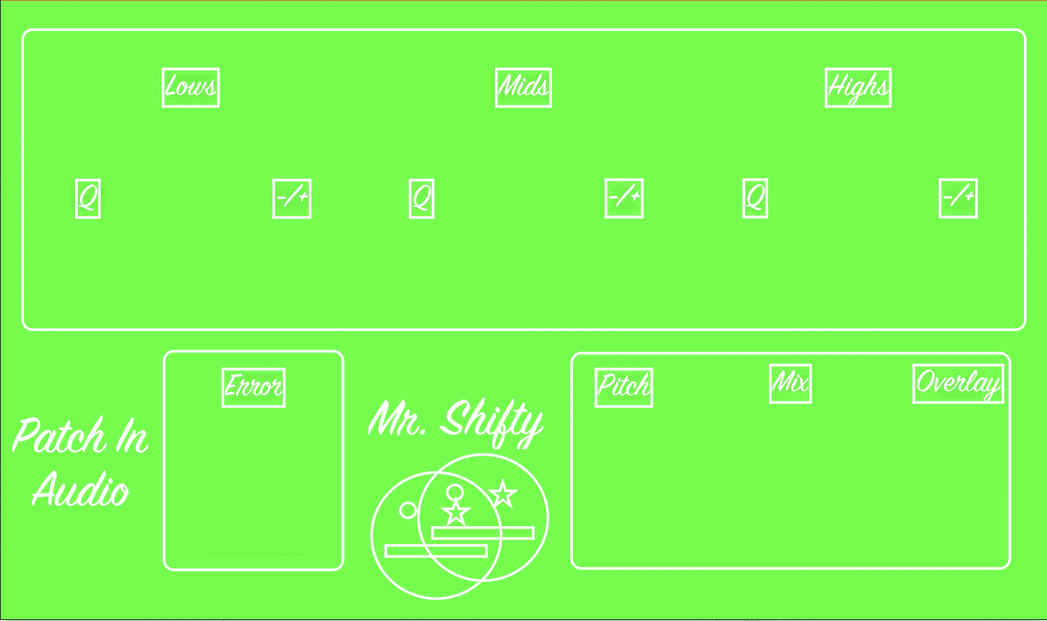 Lows Mids Highs
Q -/+ Q -/+ Q -/+
Error
Pitch Mix Overlay
Mr. Shifty
Patch In
Audio